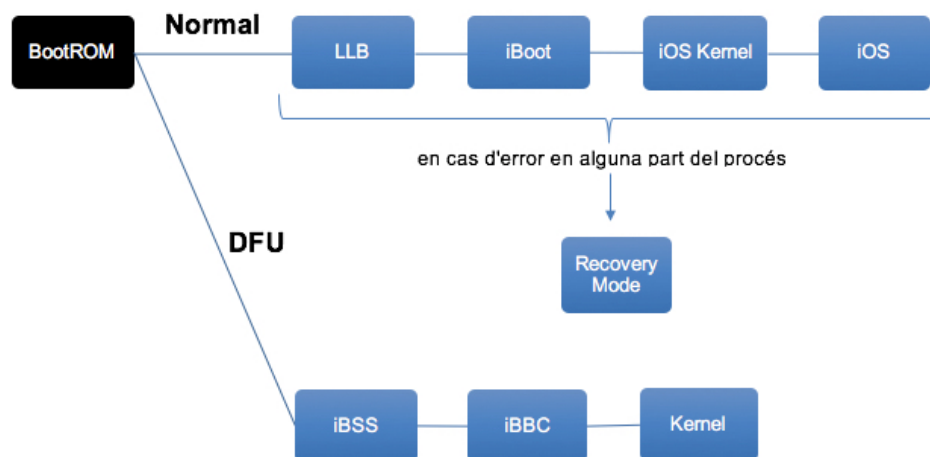 Normal
BootROM
LLB
iBoot
iOS Kernel
iOS
en cas d'error en alguna part del procés
DFU
Recovery
Mode
iBSS
iBBC
Kernel